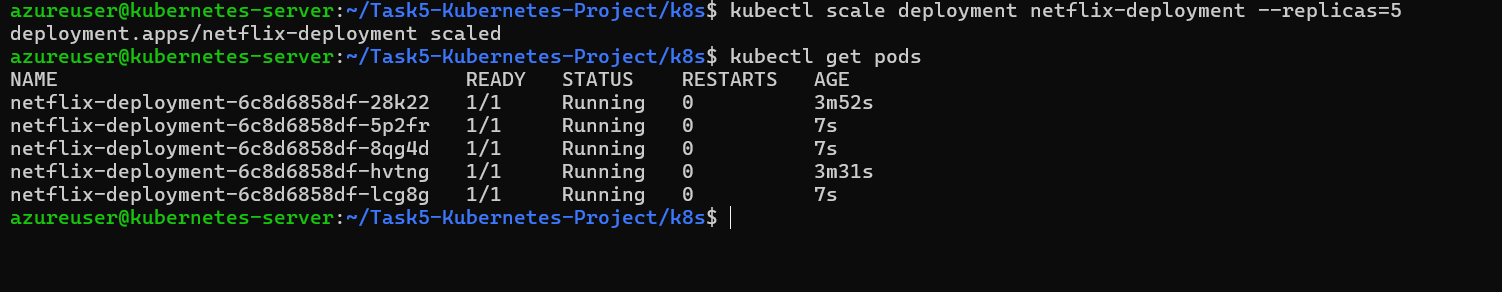 azureuser@kubernetes-server:~/Task5-Kubernetes-Project/k8s$ kubectl scale deployment netflix-deployment --replicas=5
deployment.apps/netflix-deployment scaled
azureuser@kubernetes-server:~/Task5-Kubernetes-Project/k8s$ kubectl get pods
NAME                                  READY   STATUS    RESTARTS   AGE
netflix-deployment-6c8d6858df-28k22   1/1     Running   0          3m52s
netflix-deployment-6c8d6858df-5p2fr   1/1     Running   0          7s
netflix-deployment-6c8d6858df-8qg4d   1/1     Running   0          7s
netflix-deployment-6c8d6858df-hvtng   1/1     Running   0          3m31s
netflix-deployment-6c8d6858df-lcg8g   1/1     Running   0          7s
azureuser@kubernetes-server:~/Task5-Kubernetes-Project/k8s$